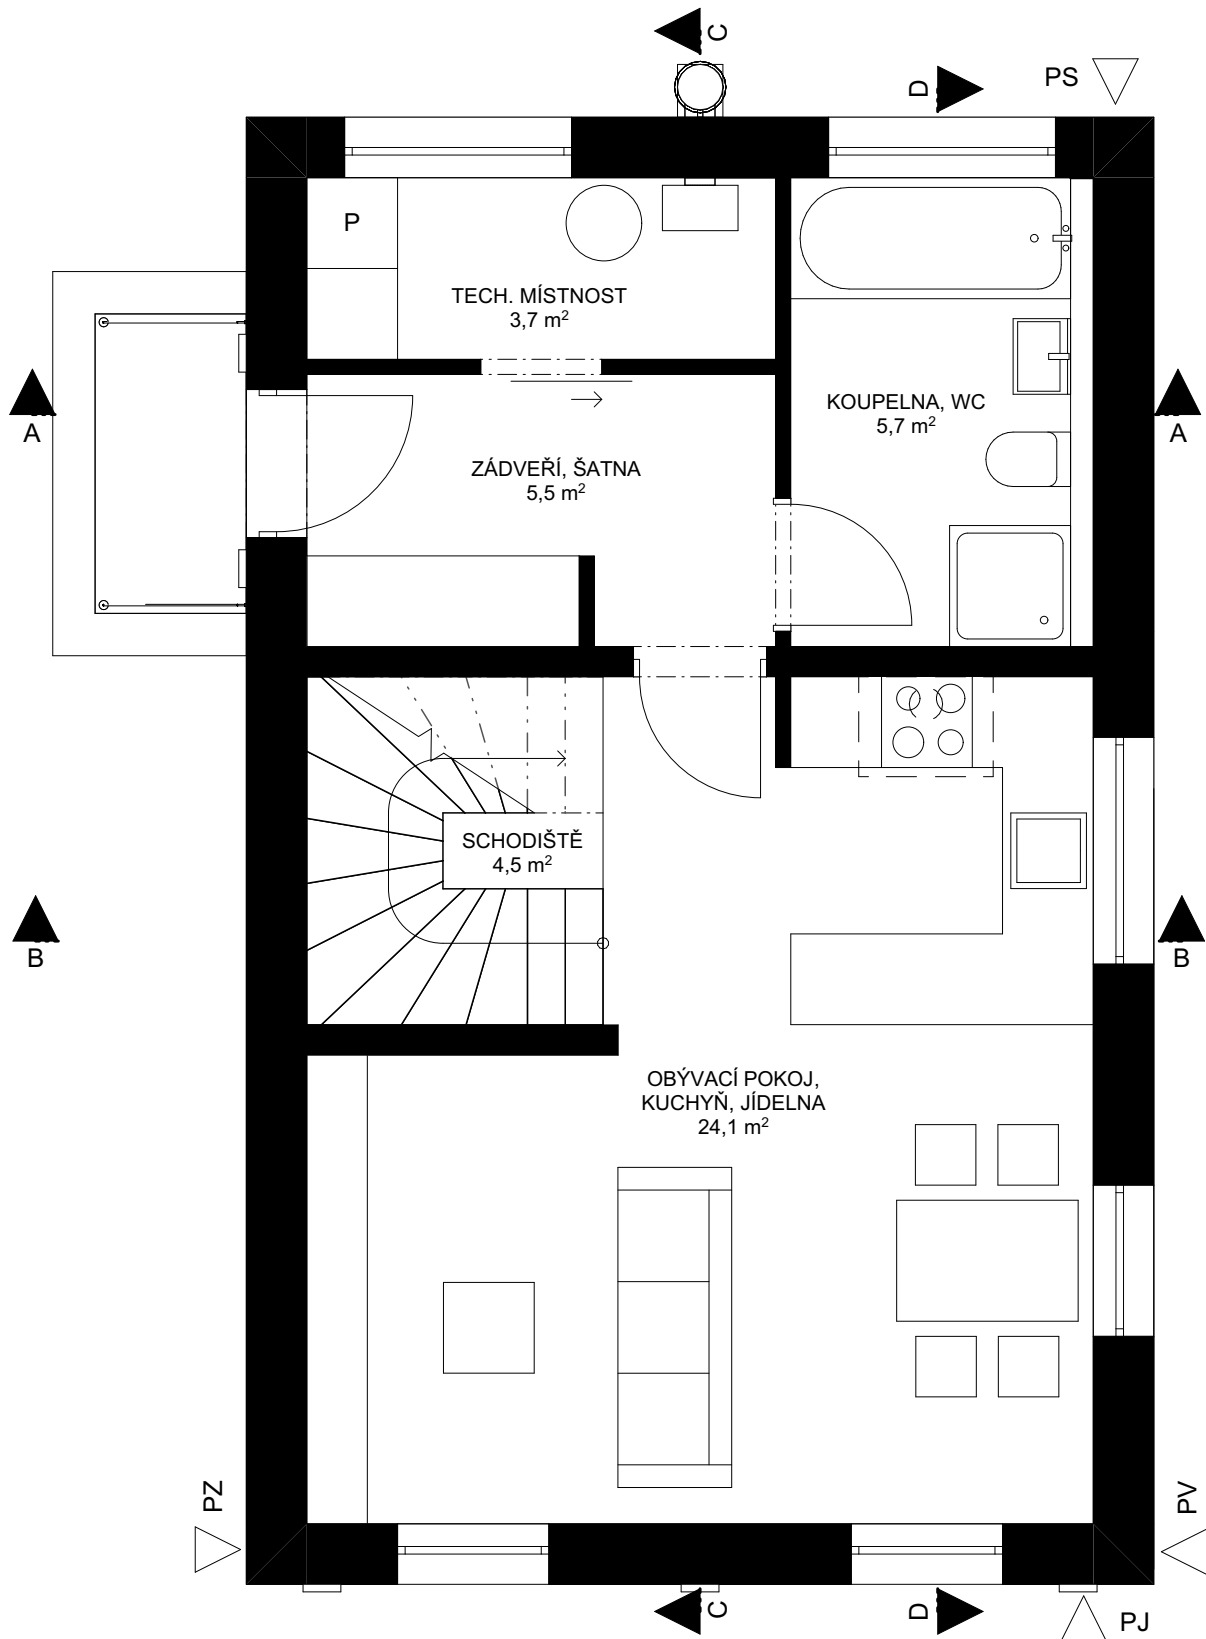 C
D
PS
P
TECH. MÍSTNOST
3,7 m²
A
KOUPELNA, WC
5,7 m²
A
ZÁDVEŘÍ, ŠATNA
5,5 m²
SCHODIŠTĚ
4,5 m²
B
B
OBÝVACÍ POKOJ,
KUCHYŇ, JÍDELNA
24,1 m²
PZ
PV
C
D
PJ